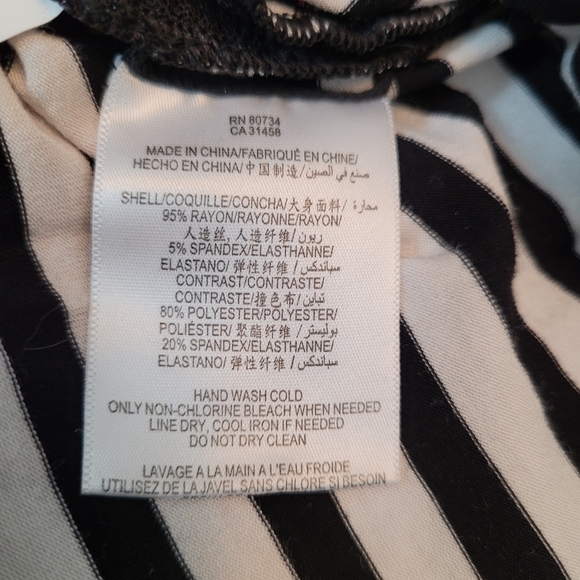 RN 80734
CA 31458
MADE IN CHINA/FABRIQUÉ EN CHINE/
HECHO EN CHINA/中国制造/صنع في الصين
SHELL/COQUILLE/CONCHA/大身面料/ محارة
95% RAYON/RAYONNE/RAYON/
人造丝, 人造纤维/ ريون
5% SPANDEX/ELASTHANNE/
ELASTANO/弹性纤维/سباندكس
CONTRAST/CONTRASTE/
CONTRASTE/撞色布/ تباين
80% POLYESTER/POLYESTER/
POLIÉSTER/聚酯纤维/ بوليستر
20% SPANDEX/ELASTHANNE/
ELASTANO/弹性纤维/سباندكس
HAND WASH COLD
ONLY NON-CHLORINE BLEACH WHEN NEEDED
LINE DRY, COOL IRON IF NEEDED
DO NOT DRY CLEAN
LAVAGE A LA MAIN A L'EAU FROIDE
UTILISEZ DE LA JAVEL SANS CHLORE SI BESOIN